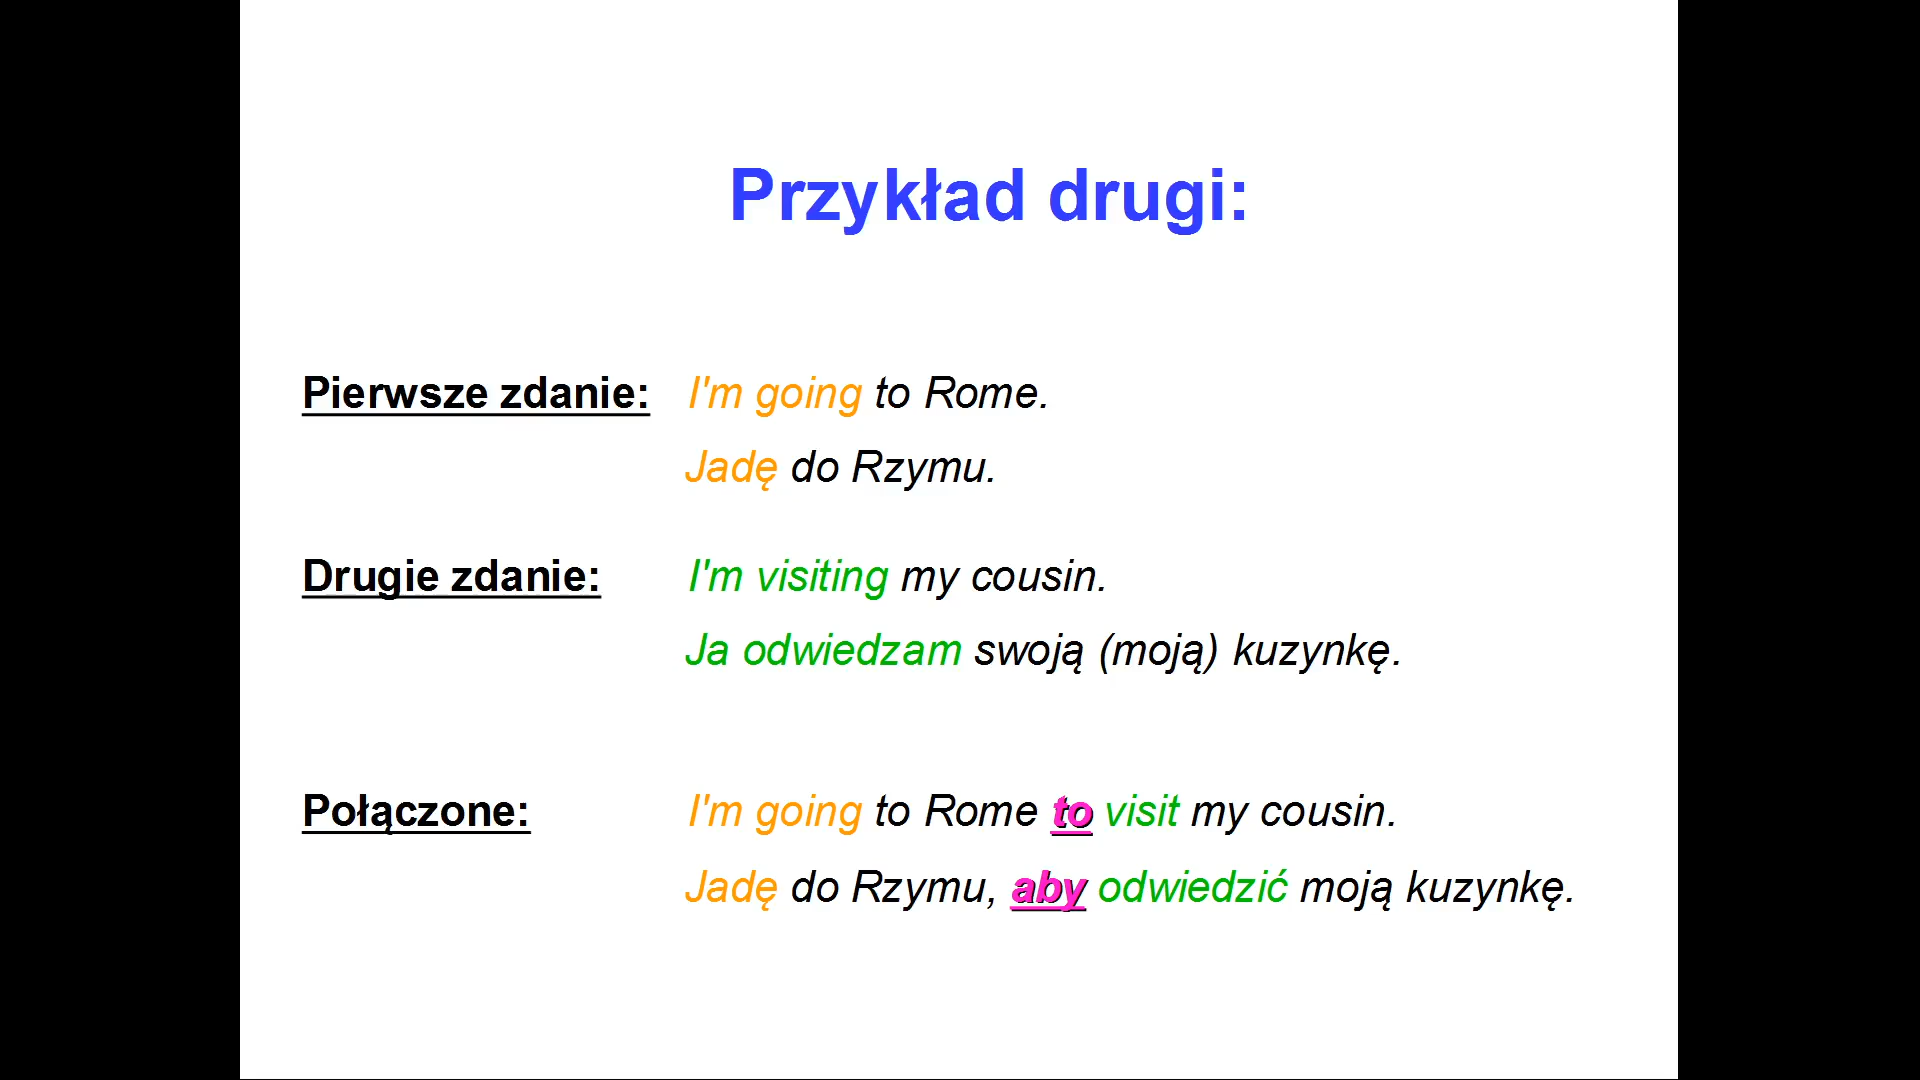 Przykład drugi:
Pierwsze zdanie: I'm going to Rome.
Jadę do Rzymu.
Drugie zdanie: I'm visiting my cousin.
Ja odwiedzam swoją (moją) kuzynkę.
Połączone: I'm going to Rome to visit my cousin.
Jadę do Rzymu, aby odwiedzić moją kuzynkę.